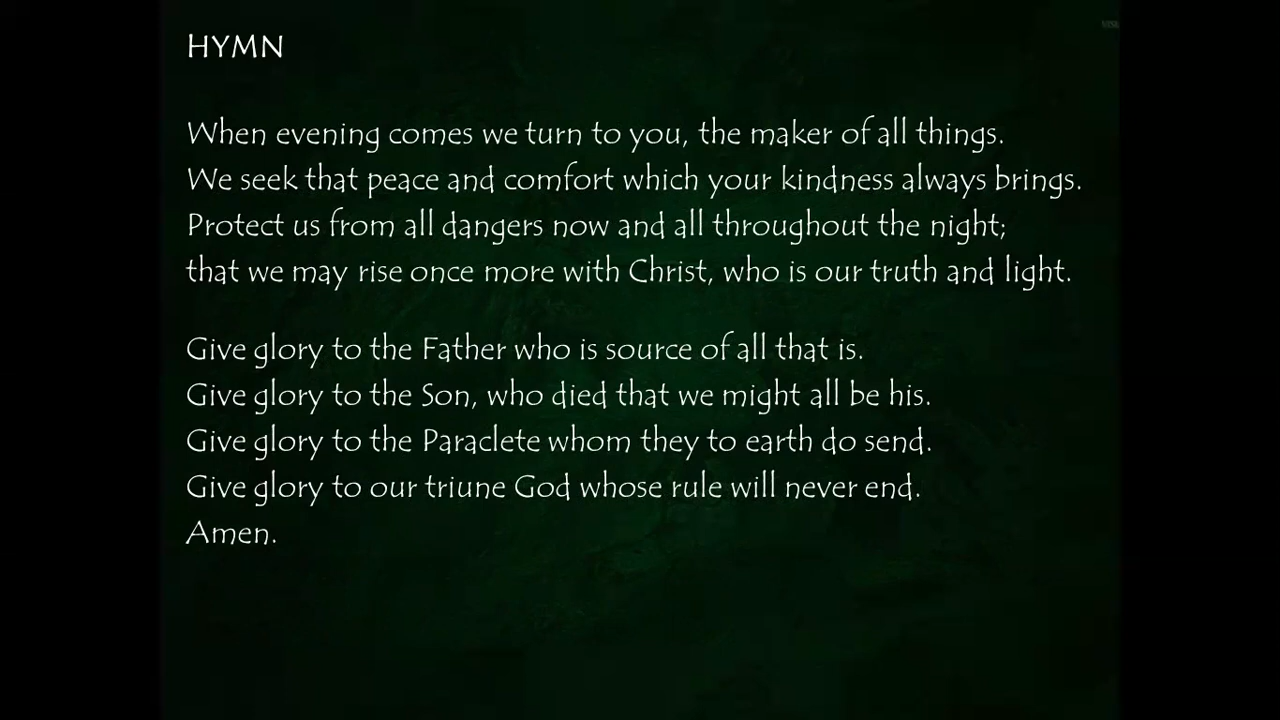 HYMN
When evening comes we turn to you, the maker of all things.
We seek that peace and comfort which your kindness always brings.
Protect us from all dangers now and all throughout the night;
that we may rise once more with Christ, who is our truth and light.
Give glory to the Father who is source of all that is.
Give glory to the Son, who died that we might all be his.
Give glory to the Paraclete whom they to earth do send.
Give glory to our triune God whose rule will never end.
Amen.